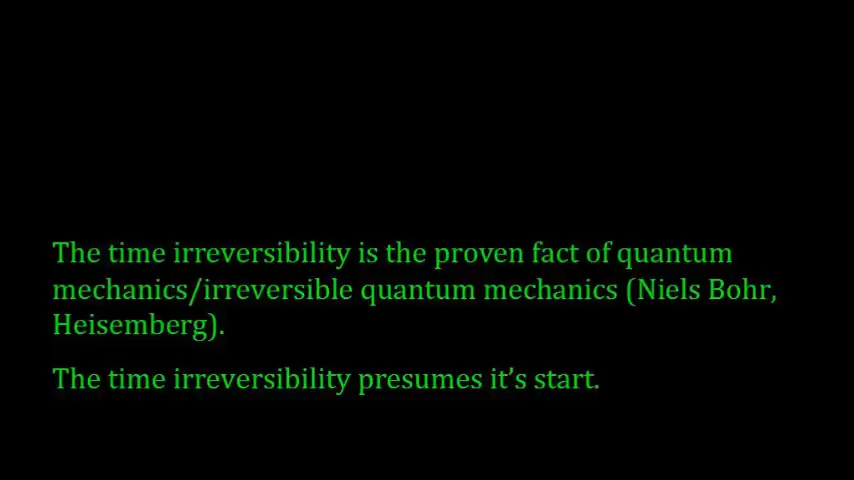 The time irreversibility is the proven fact of quantum
mechanics/irreversible quantum mechanics (Niels Bohr,
Heisemberg).
The time irreversibility presumes it’s start.